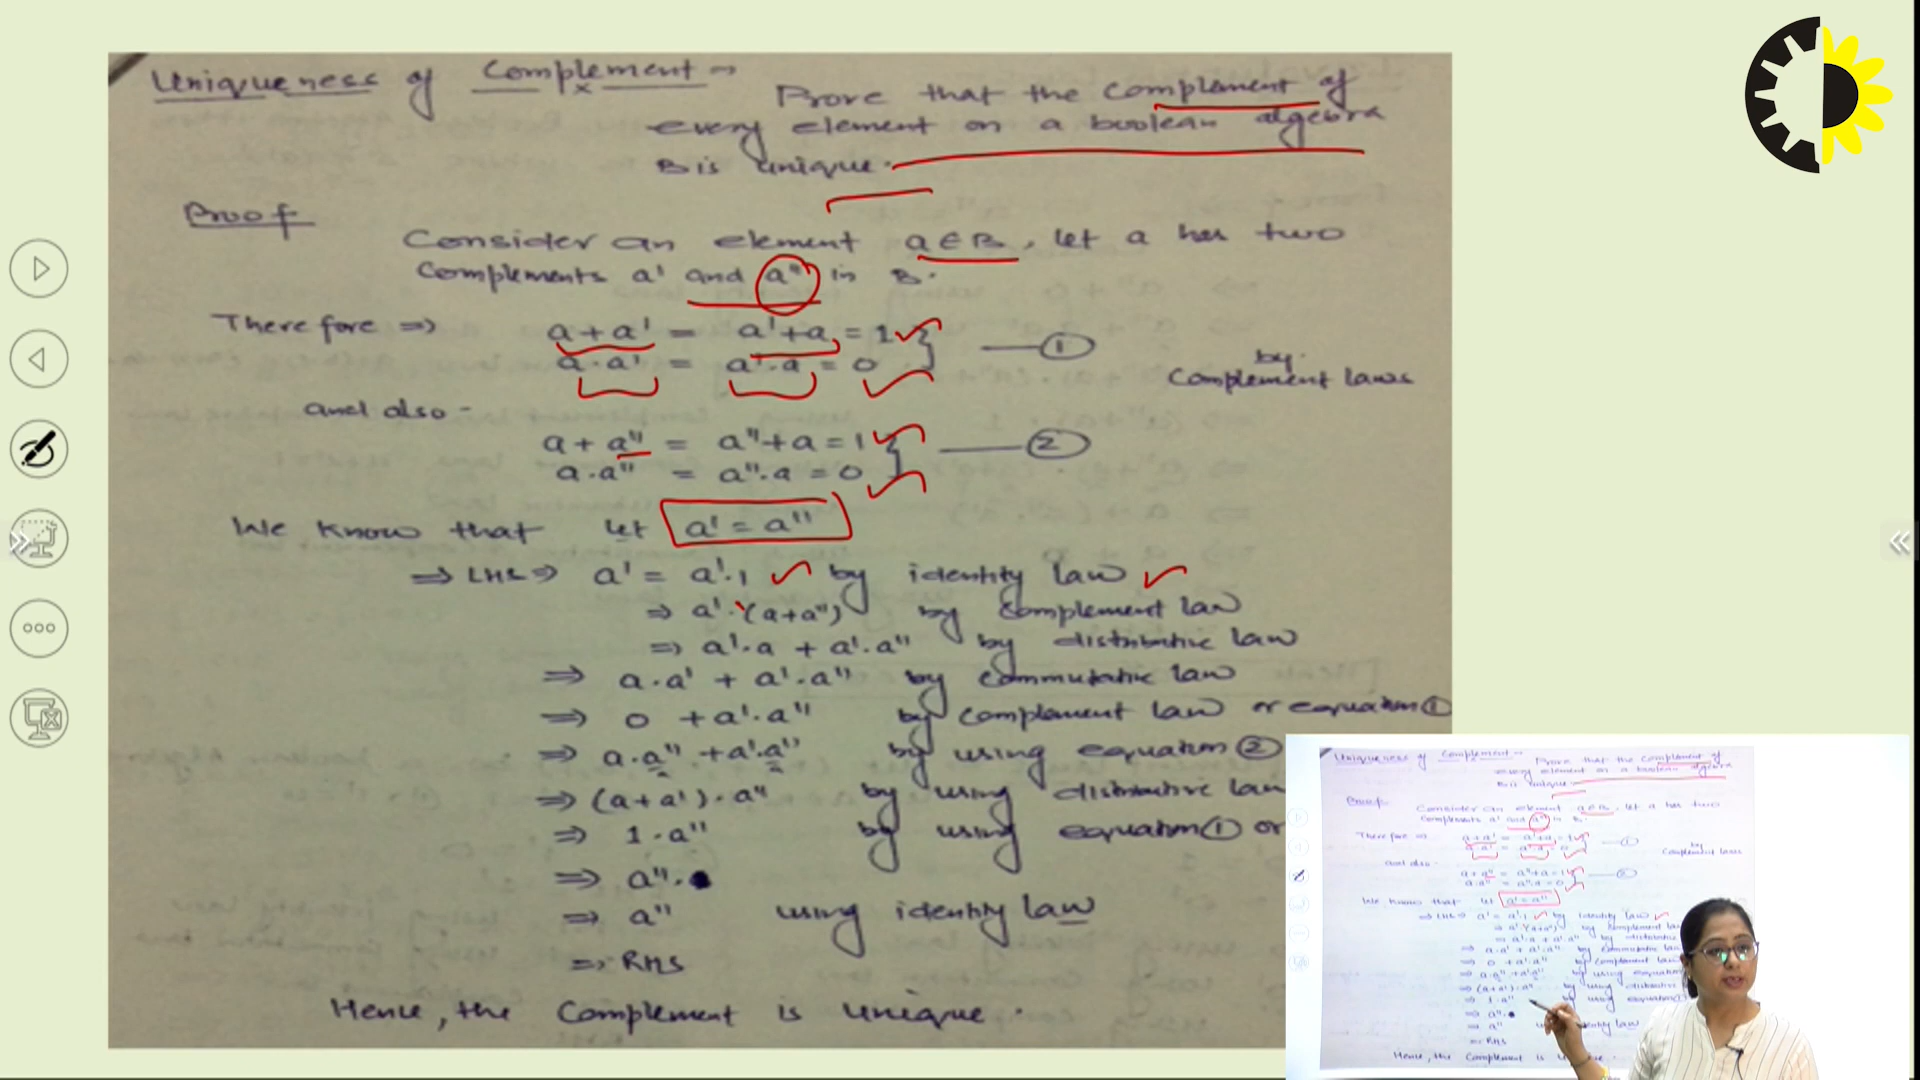 Uniqueness of Complement ⇒
Prove that the complement of
every element on a boolean algebra
B is unique.
Proof
Consider an element a ∈ B, let a has two
Complements a' and a'' in B.
Therefore ⇒ a + a' = a' + a = 1
a . a' = a' . a = 0 } —— ①
by
Complement laws
and also -
a + a'' = a'' + a = 1
a . a'' = a'' . a = 0 } —— ②
We know that let a' = a''
⇒ LHS ⇒ a' = a'.1 by identity law
⇒ a' . (a + a'') by complement law
⇒ a'.a + a'.a'' by distributive law
⇒ a.a' + a'.a'' by commutative law
⇒ 0 + a'.a'' by complement law or equation ①
⇒ a.a'' + a'.a'' by using equation ②
⇒ (a + a') . a'' by using distributive law
⇒ 1 . a'' by using equation ① or
⇒ a'' .
⇒ a'' using identity law
⇒ RHS
Hence, the Complement is unique.